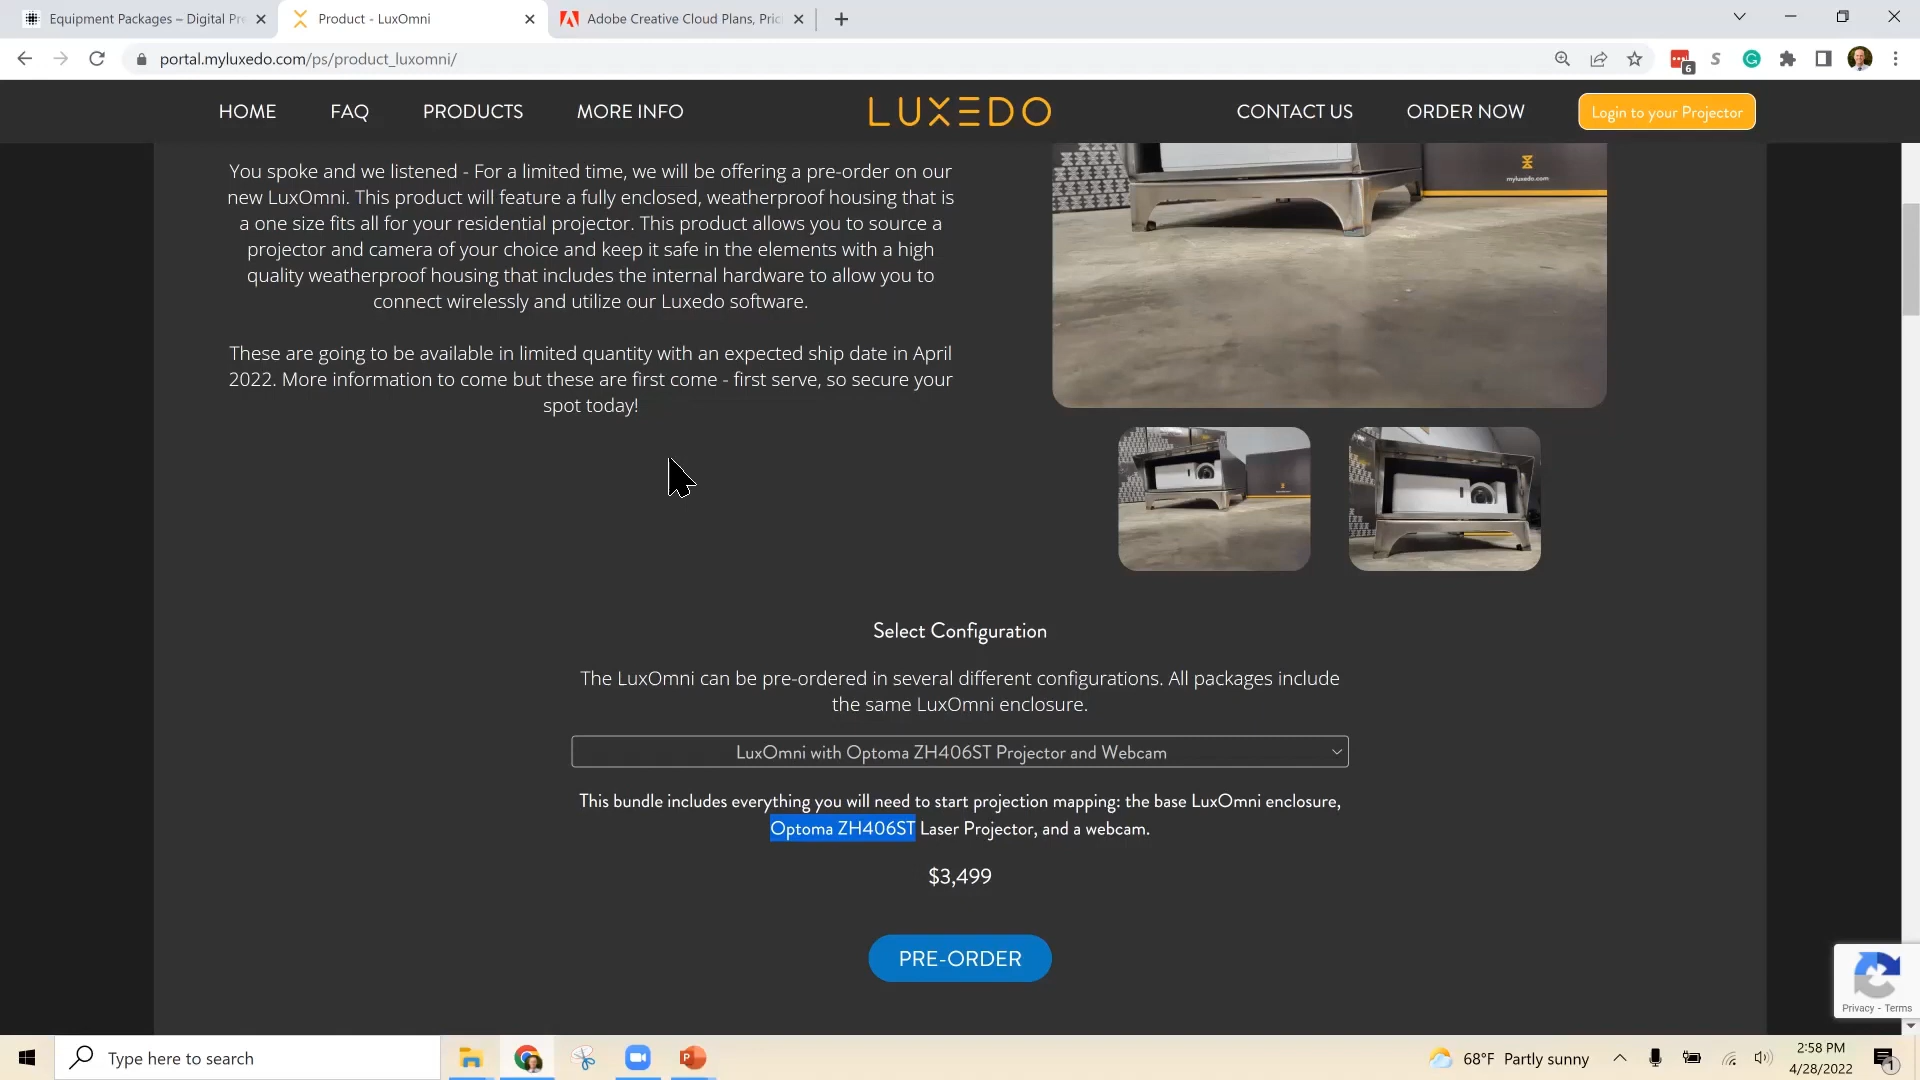 Equipment Packages – Digital Pr
Product - LuxOmni
Adobe Creative Cloud Plans, Pric
portal.myluxedo.com/ps/product_luxomni/
6
HOME
FAQ
PRODUCTS
MORE INFO
LUXEDO
CONTACT US
ORDER NOW
Login to your Projector
You spoke and we listened - For a limited time, we will be offering a pre-order on our
new LuxOmni. This product will feature a fully enclosed, weatherproof housing that is
a one size fits all for your residential projector. This product allows you to source a
projector and camera of your choice and keep it safe in the elements with a high
quality weatherproof housing that includes the internal hardware to allow you to
connect wirelessly and utilize our Luxedo software.
These are going to be available in limited quantity with an expected ship date in April
2022. More information to come but these are first come - first serve, so secure your
spot today!
myluxedo.com
Select Configuration
The LuxOmni can be pre-ordered in several different configurations. All packages include
the same LuxOmni enclosure.
LuxOmni with Optoma ZH406ST Projector and Webcam
This bundle includes everything you will need to start projection mapping: the base LuxOmni enclosure,
Optoma ZH406ST Laser Projector, and a webcam.
$3,499
PRE-ORDER
Privacy - Terms
Type here to search
68°F Partly sunny
2:58 PM
4/28/2022
1